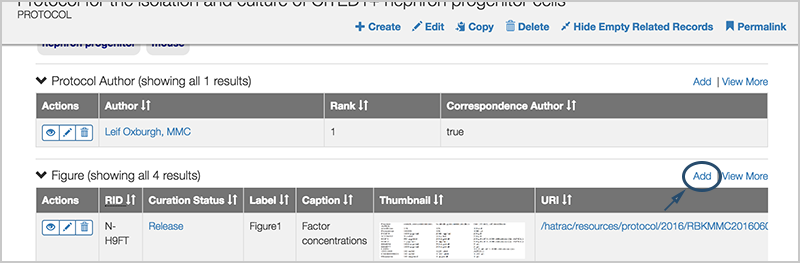 Protocol for the isolation and culture of CITED1+ nephron progenitor cells
PROTOCOL
Create Edit Copy Delete Hide Empty Related Records Permalink
nephron progenitor mouse
Protocol Author (showing all 1 results) Add | View More
Actions Author Rank Correspondence Author
Leif Oxburgh, MMC 1 true
Figure (showing all 4 results) Add | View More
Actions RID Curation Status Label Caption Thumbnail URI
N- Release Figure1 Factor /hatrac/resources/protocol/2016/RBKMMC2016060
H9FT concentrations